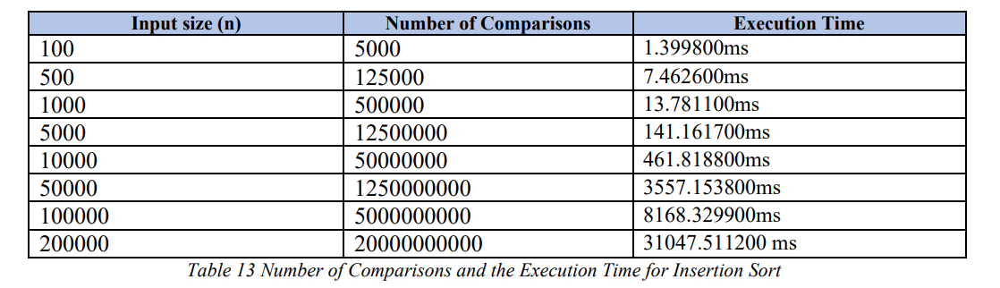 Input size (n) Number of Comparisons Execution Time
100 5000 1.399800ms
500 125000 7.462600ms
1000 500000 13.781100ms
5000 12500000 141.161700ms
10000 50000000 461.818800ms
50000 1250000000 3557.153800ms
100000 5000000000 8168.329900ms
200000 20000000000 31047.511200 ms
Table 13 Number of Comparisons and the Execution Time for Insertion Sort